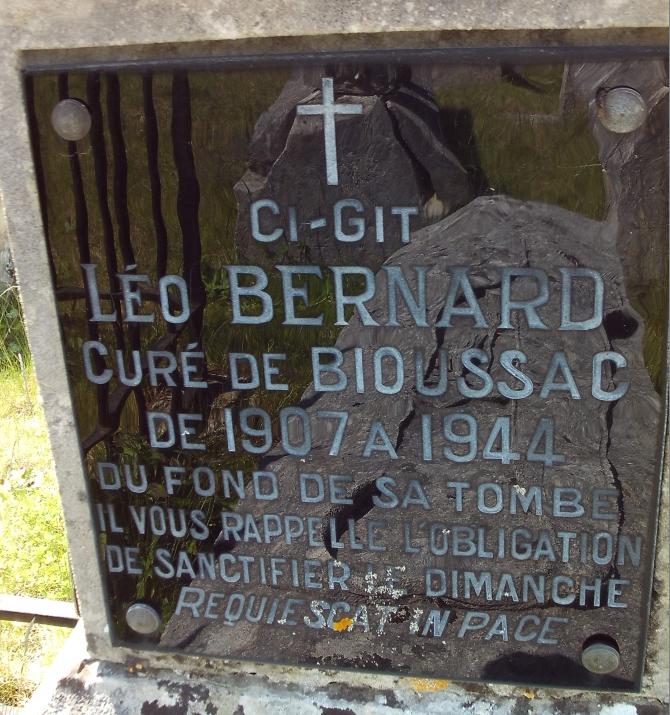 CI-GIT
LÉO BERNARD
CURÉ DE BIOUSSAC
DE 1907 A 1944
DU FOND DE SA TOMBE
IL VOUS RAPPELLE L'OBLIGATION
DE SANCTIFIER LE DIMANCHE
REQUIESCAT IN PACE